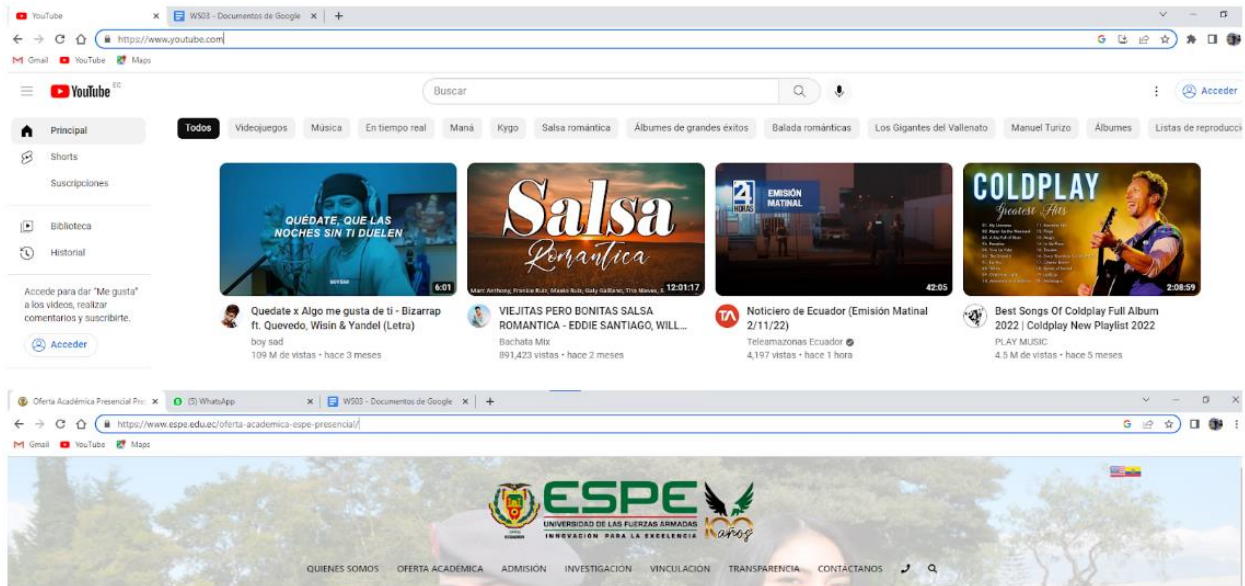 YouTube
WS03 - Documentos de Google
https://www.youtube.com
Gmail YouTube Maps
YouTube EC
Buscar
Acceder
Principal
Shorts
Suscripciones
Biblioteca
Historial
Accede para dar "Me gusta"
a los videos, realizar
comentarios y suscribirte.
Acceder
Todos Videojuegos Música En tiempo real Maná Kygo Salsa romántica Álbumes de grandes éxitos Balada románticas Los Gigantes del Vallenato Manuel Turizo Álbumes Listas de reproducci
QUÉDATE, QUE LAS
NOCHES SIN TI DUELEN
6:01
Quedate x Algo me gusta de ti - Bizarrap
ft. Quevedo, Wisin & Yandel (Letra)
boy sad
109 M de vistas • hace 3 meses
Salsa
Romantica
12:01:17
VIEJITAS PERO BONITAS SALSA
ROMANTICA - EDDIE SANTIAGO, WILL...
Bachata Mix
891,423 vistas • hace 2 meses
24
HORAS
EMISIÓN
MATINAL
42:05
Noticiero de Ecuador (Emisión Matinal
2/11/22)
Teleamazonas Ecuador
4,197 vistas • hace 1 hora
COLDPLAY
Greatest Hits
2:08:59
Best Songs Of Coldplay Full Album
2022 | Coldplay New Playlist 2022
PLAY MUSIC
4.5 M de vistas • hace 5 meses
Oferta Académica Presencial Pre
(5) WhatsApp
WS03 - Documentos de Google
https://www.espe.edu.ec/oferta-academica-espe-presencial/
Gmail YouTube Maps
ESPE
UNIVERSIDAD DE LAS FUERZAS ARMADAS
INNOVACIÓN PARA LA EXCELENCIA
ECUADOR
100
años
QUIENES SOMOS OFERTA ACADÉMICA ADMISIÓN INVESTIGACIÓN VINCULACIÓN TRANSPARENCIA CONTÁCTANOS